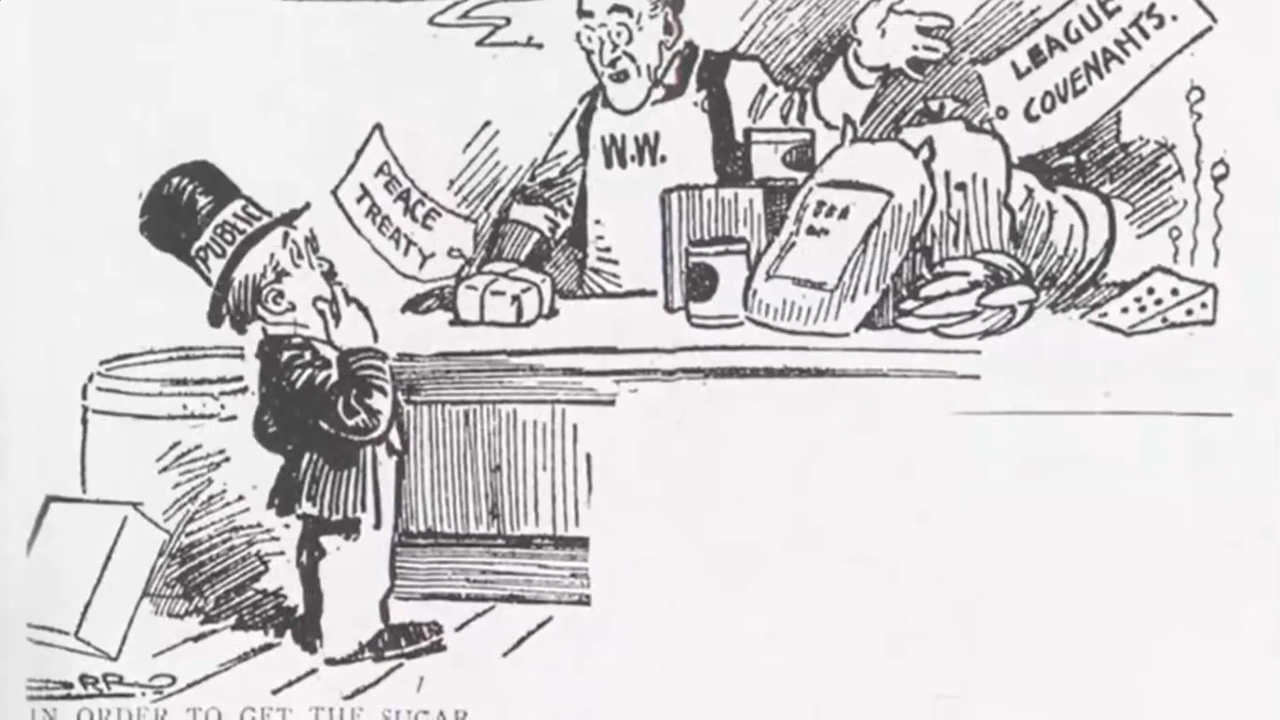 LEAGUE
COVENANTS.
W.W.
PEACE
TREATY
PUBLIC
IN ORDER TO GET THE SUGAR